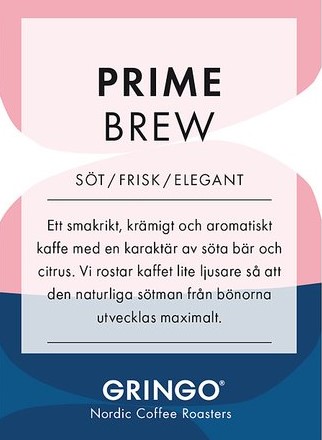 PRIME
BREW
SÖT/FRISK/ELEGANT
Ett smakrikt, krämigt och aromatiskt
kaffe med en karaktär av söta bär och
citrus. Vi rostar kaffet lite ljusare så att
den naturliga sötman från bönorna
utvecklas maximalt.
GRINGO®
Nordic Coffee Roasters